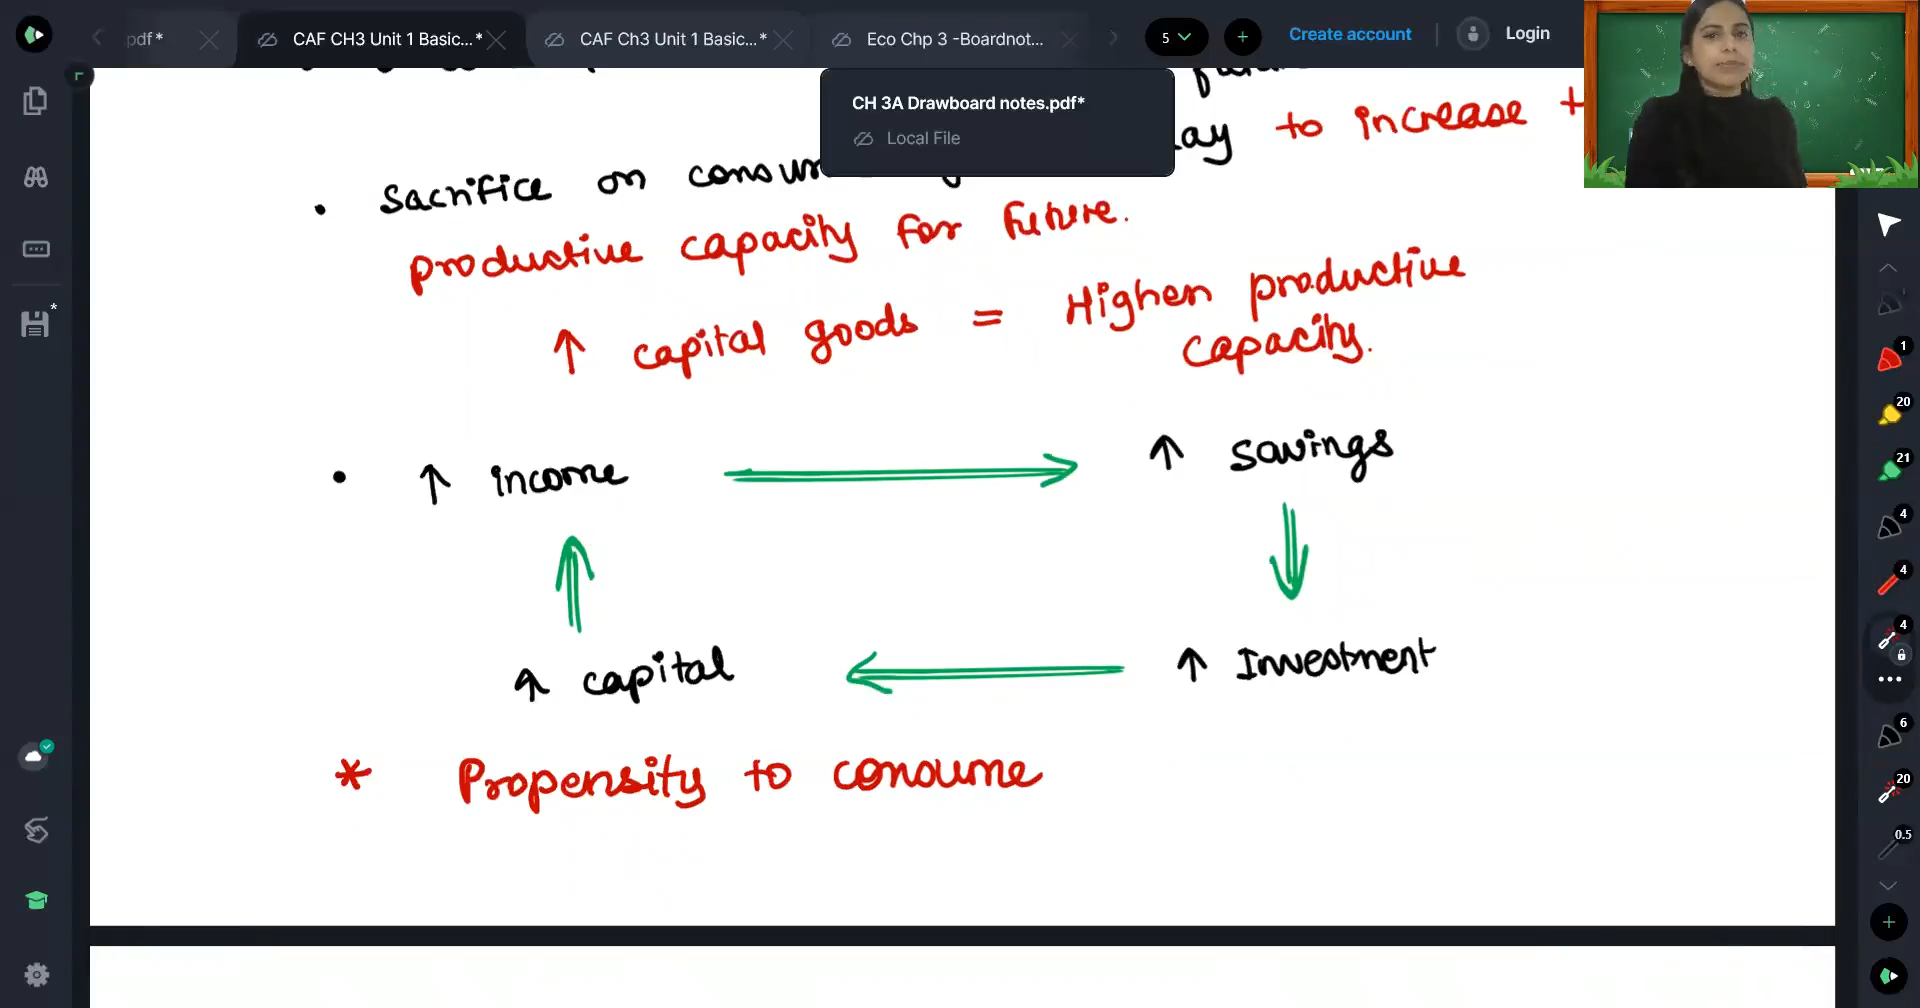 .pdf *
CAF CH3 Unit 1 Basic... *
CAF Ch3 Unit 1 Basic... *
Eco Chp 3 -Boardnot...
5
Create account
Login
CH 3A Drawboard notes.pdf*
Local File
• Sacrifice on to increase
productive capacity for future.
↑ capital goods = Higher productive
capacity.
• ↑ income ↑ Savings
↑ capital ↑ Investment
* Propensity to consume
1
20
21
4
4
4
6
20
0.5